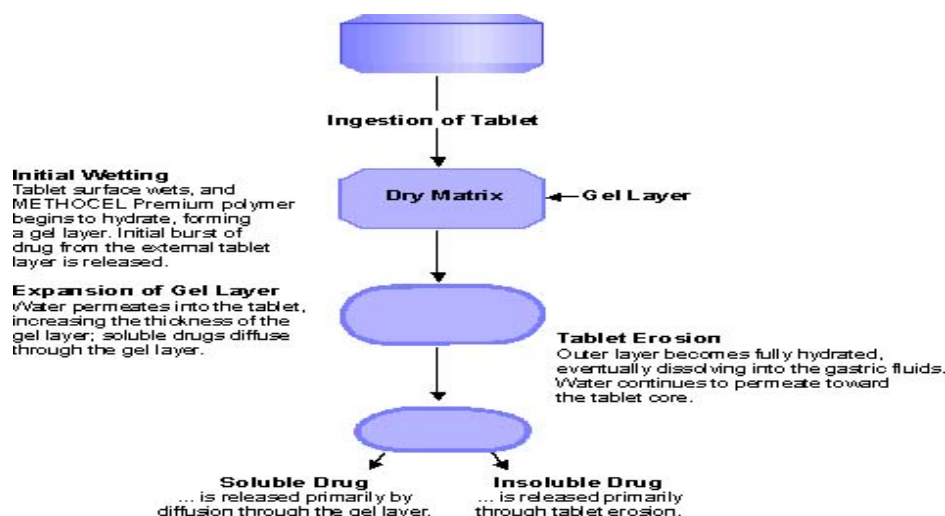 Ingestion of Tablet
Initial Wetting
Tablet surface wets, and
METHOCEL Premium polymer
begins to hydrate, forming
a gel layer. Initial burst of
drug from the external tablet
layer is released.
Dry Matrix
Gel Layer
Expansion of Gel Layer
Water permeates into the tablet,
increasing the thickness of the
gel layer; soluble drugs diffuse
through the gel layer.
Tablet Erosion
Outer layer becomes fully hydrated,
eventually dissolving into the gastric fluids.
Water continues to permeate toward
the tablet core.
Soluble Drug
... is released primarily by
diffusion through the gel layer.
Insoluble Drug
... is released primarily
through tablet erosion.